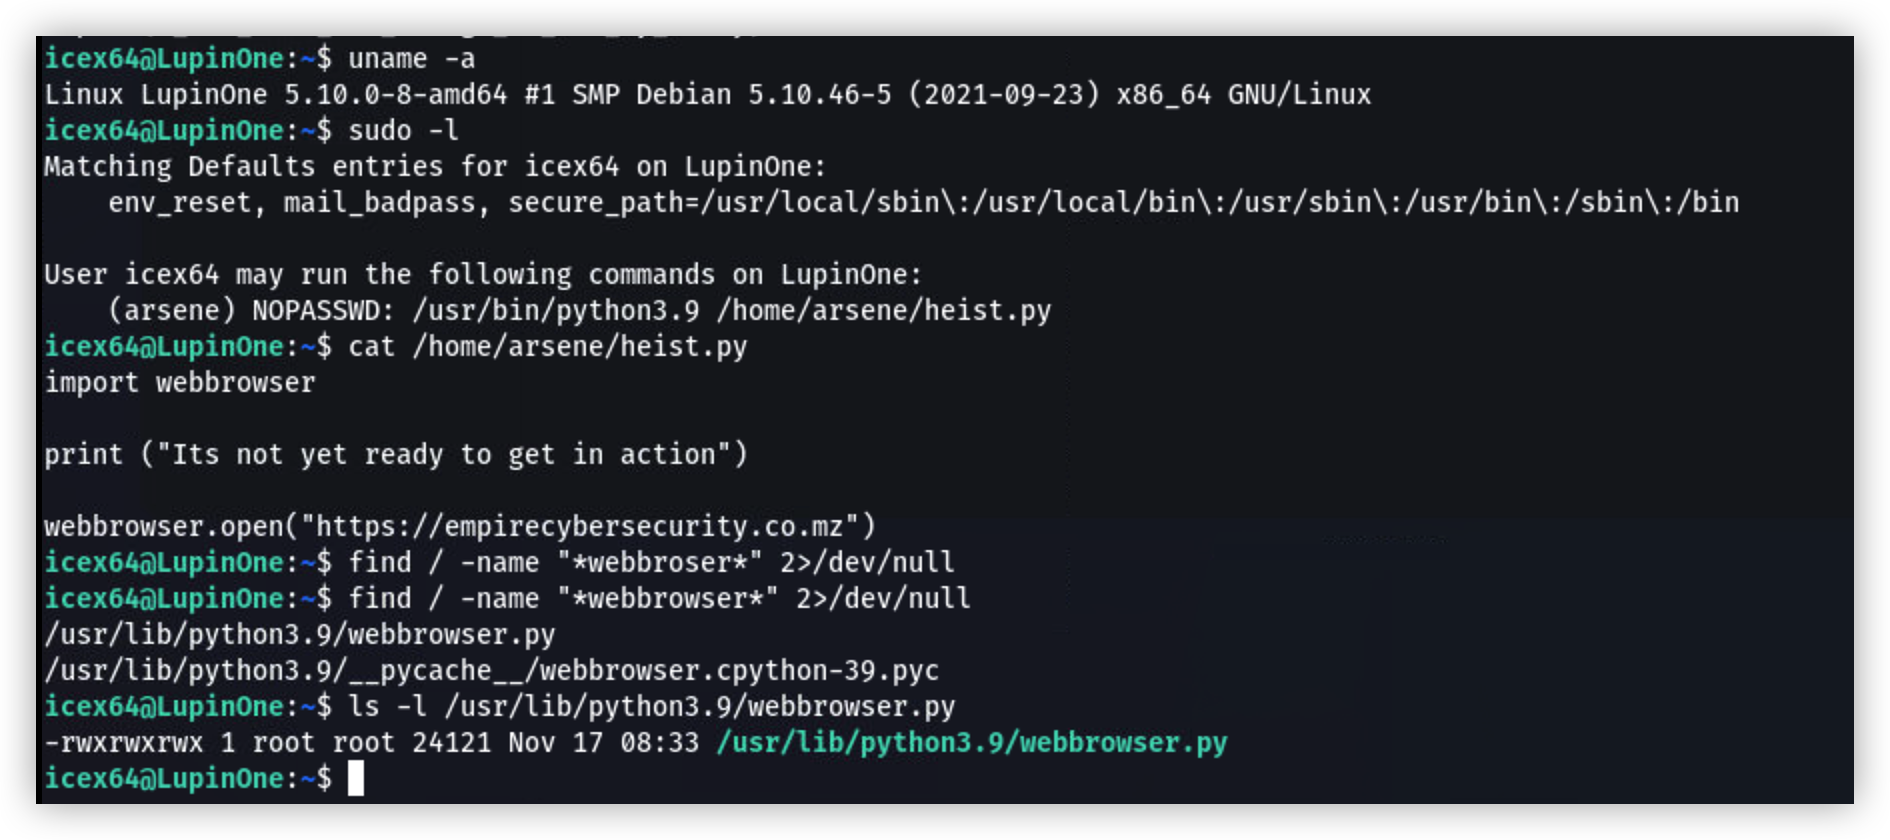 icex64@LupinOne:~$ uname -a
Linux LupinOne 5.10.0-8-amd64 #1 SMP Debian 5.10.46-5 (2021-09-23) x86_64 GNU/Linux
icex64@LupinOne:~$ sudo -l
Matching Defaults entries for icex64 on LupinOne:
    env_reset, mail_badpass, secure_path=/usr/local/sbin\:/usr/local/bin\:/usr/sbin\:/usr/bin\:/sbin\:/bin

User icex64 may run the following commands on LupinOne:
    (arsene) NOPASSWD: /usr/bin/python3.9 /home/arsene/heist.py
icex64@LupinOne:~$ cat /home/arsene/heist.py
import webbrowser

print ("Its not yet ready to get in action")

webbrowser.open("https://empirecybersecurity.co.mz")
icex64@LupinOne:~$ find / -name "*webbroser*" 2>/dev/null
icex64@LupinOne:~$ find / -name "*webbrowser*" 2>/dev/null
/usr/lib/python3.9/webbrowser.py
/usr/lib/python3.9/__pycache__/webbrowser.cpython-39.pyc
icex64@LupinOne:~$ ls -l /usr/lib/python3.9/webbrowser.py
-rwxrwxrwx 1 root root 24121 Nov 17 08:33 /usr/lib/python3.9/webbrowser.py
icex64@LupinOne:~$